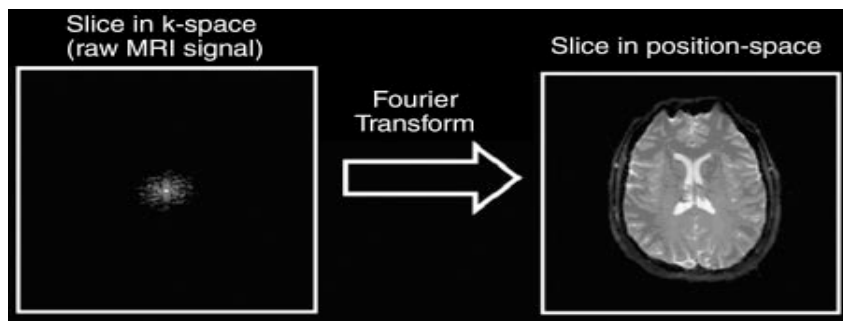 Slice in k-space
(raw MRI signal)
Fourier
Transform
Slice in position-space